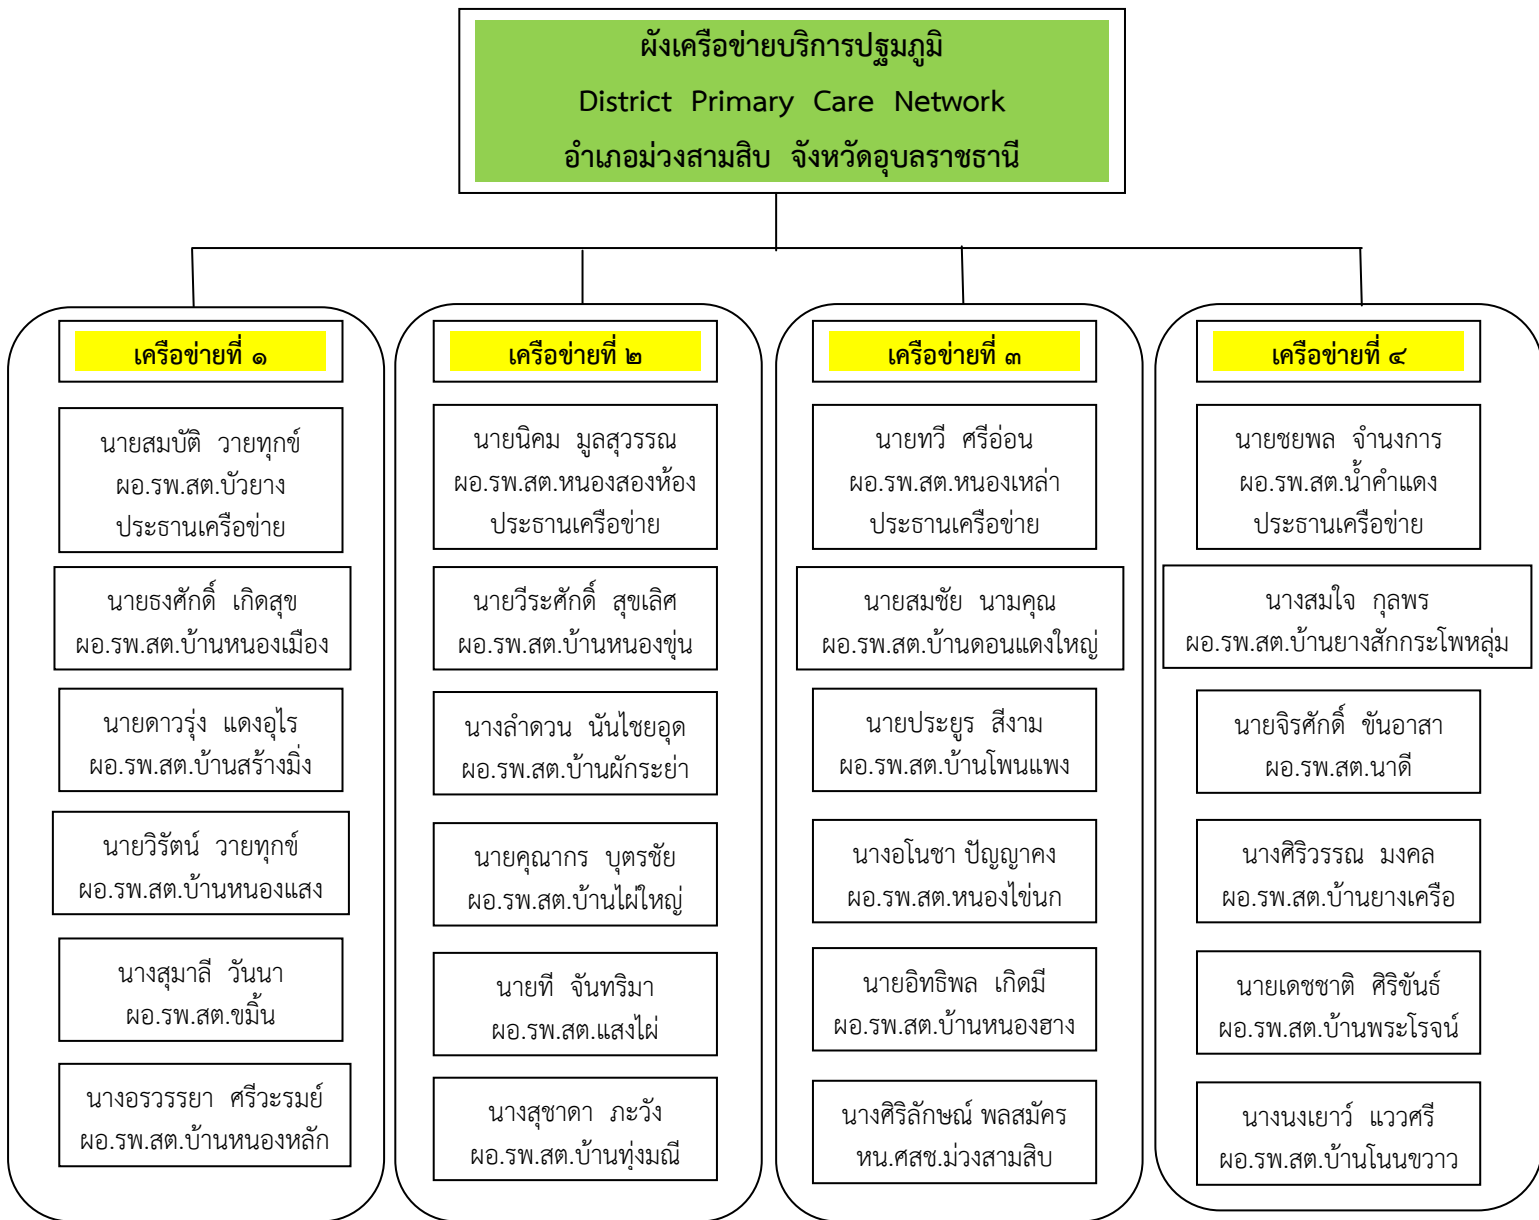 ผังเครือข่ายบริการปฐมภูมิ
District Primary Care Network
อำเภอม่วงสามสิบ จังหวัดอุบลราชธานี
เครือข่ายที่ ๑
นายสมบัติ วายทุกข์
ผอ.รพ.สต.บัวยาง
ประธานเครือข่าย
นายธงศักดิ์ เกิดสุข
ผอ.รพ.สต.บ้านหนองเมือง
นายดาวรุ่ง แดงอุไร
ผอ.รพ.สต.บ้านสร้างมิ่ง
นายวิรัตน์ วายทุกข์
ผอ.รพ.สต.บ้านหนองแสง
นางสุมาลี วันนา
ผอ.รพ.สต.ขมิ้น
นางอรวรรยา ศรีวะรมย์
ผอ.รพ.สต.บ้านหนองหลัก
เครือข่ายที่ ๒
นายนิคม มูลสุวรรณ
ผอ.รพ.สต.หนองสองห้อง
ประธานเครือข่าย
นายวีระศักดิ์ สุขเลิศ
ผอ.รพ.สต.บ้านหนองขุ่น
นางลำดวน นันไชยอุด
ผอ.รพ.สต.บ้านผักระย่า
นายคุณากร บุตรชัย
ผอ.รพ.สต.บ้านไผ่ใหญ่
นายที จันทริมา
ผอ.รพ.สต.แสงไผ่
นางสุชาดา ภะวัง
ผอ.รพ.สต.บ้านทุ่งมณี
เครือข่ายที่ ๓
นายทวี ศรีอ่อน
ผอ.รพ.สต.หนองเหล่า
ประธานเครือข่าย
นายสมชัย นามคุณ
ผอ.รพ.สต.บ้านดอนแดงใหญ่
นายประยูร สีงาม
ผอ.รพ.สต.บ้านโพนแพง
นางอโนชา ปัญญาคง
ผอ.รพ.สต.หนองไข่นก
นายอิทธิพล เกิดมี
ผอ.รพ.สต.บ้านหนองฮาง
นางศิริลักษณ์ พลสมัคร
หน.ศสช.ม่วงสามสิบ
เครือข่ายที่ ๔
นายชยพล จำนงการ
ผอ.รพ.สต.น้ำคำแดง
ประธานเครือข่าย
นางสมใจ กุลพร
ผอ.รพ.สต.บ้านยางสักกระโพหลุ่ม
นายจิรศักดิ์ ขันอาสา
ผอ.รพ.สต.นาดี
นางศิริวรรณ มงคล
ผอ.รพ.สต.บ้านยางเครือ
นายเดชชาติ ศิริขันธ์
ผอ.รพ.สต.บ้านพระโรจน์
นางนงเยาว์ แววศรี
ผอ.รพ.สต.บ้านโนนขวาว